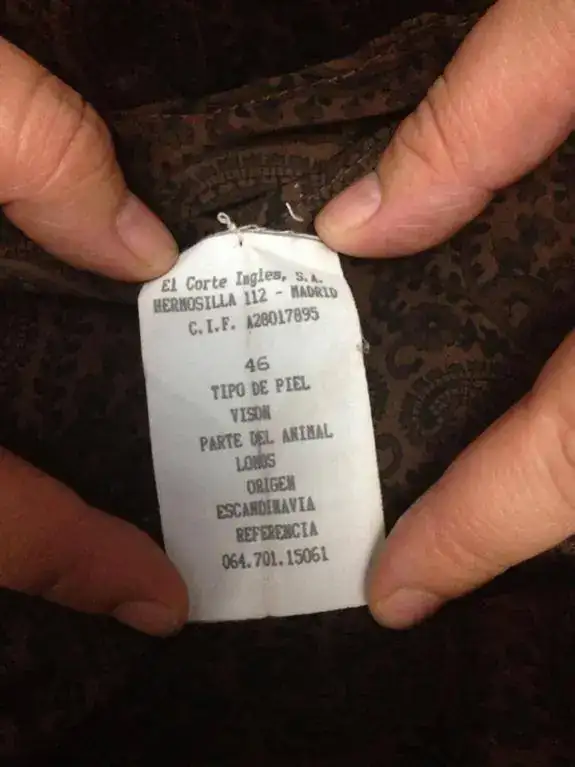 El Corte Ingles, S.A.
HERMOSILLA 112 - MADRID
C.I.F. A28017895
46
TIPO DE PIEL
VISON
PARTE DEL ANIMAL
LOMOS
ORIGEN
ESCANDINAVIA
REFERENCIA
064.701.15061